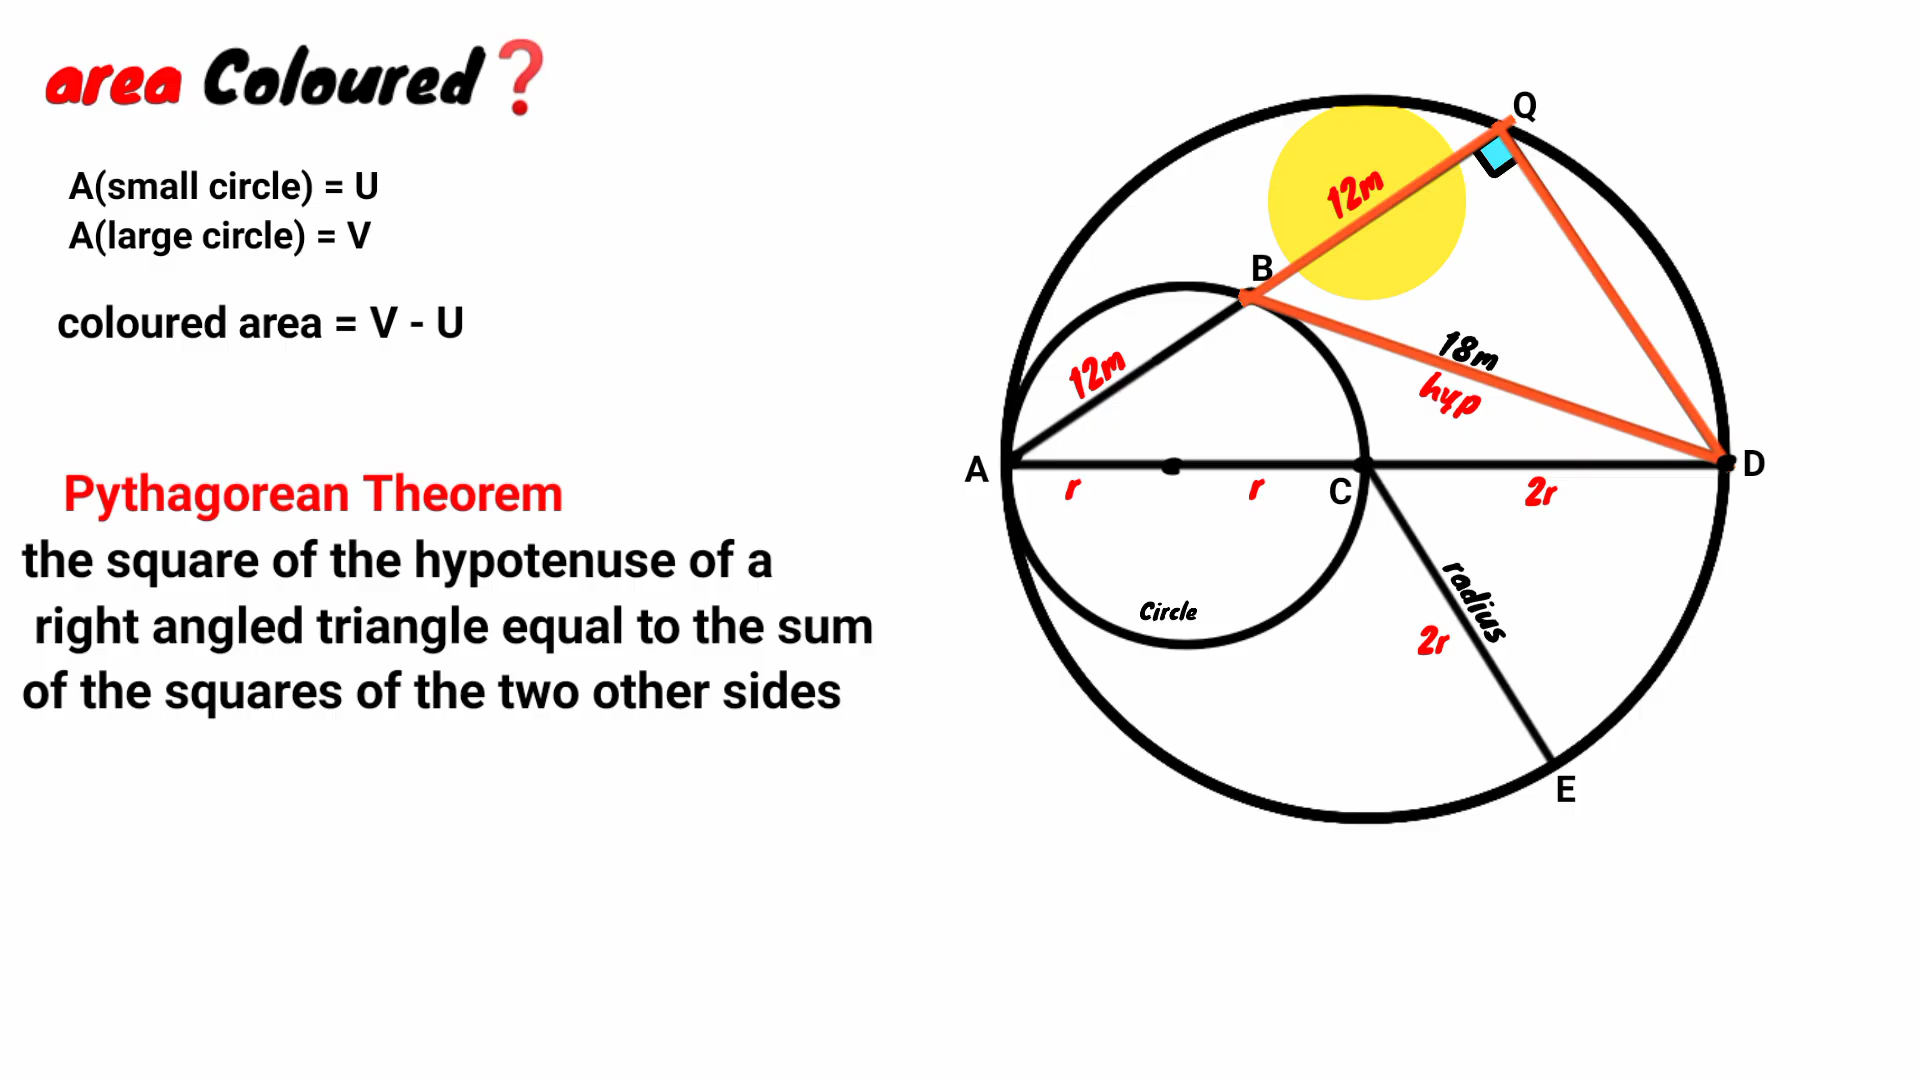 area Coloured❓
A(small circle) = U
A(large circle) = V
coloured area = V - U
Pythagorean Theorem
the square of the hypotenuse of a
right angled triangle equal to the sum
of the squares of the two other sides
Q
12m
B
18m
hyp
12m
A
D
r
r
C
2r
radius
2r
Circle
E